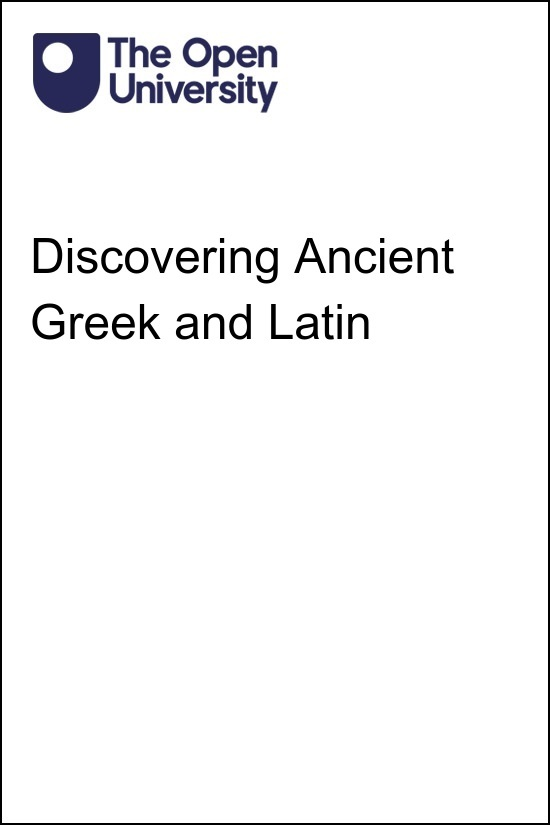 The Open
University
Discovering Ancient
Greek and Latin